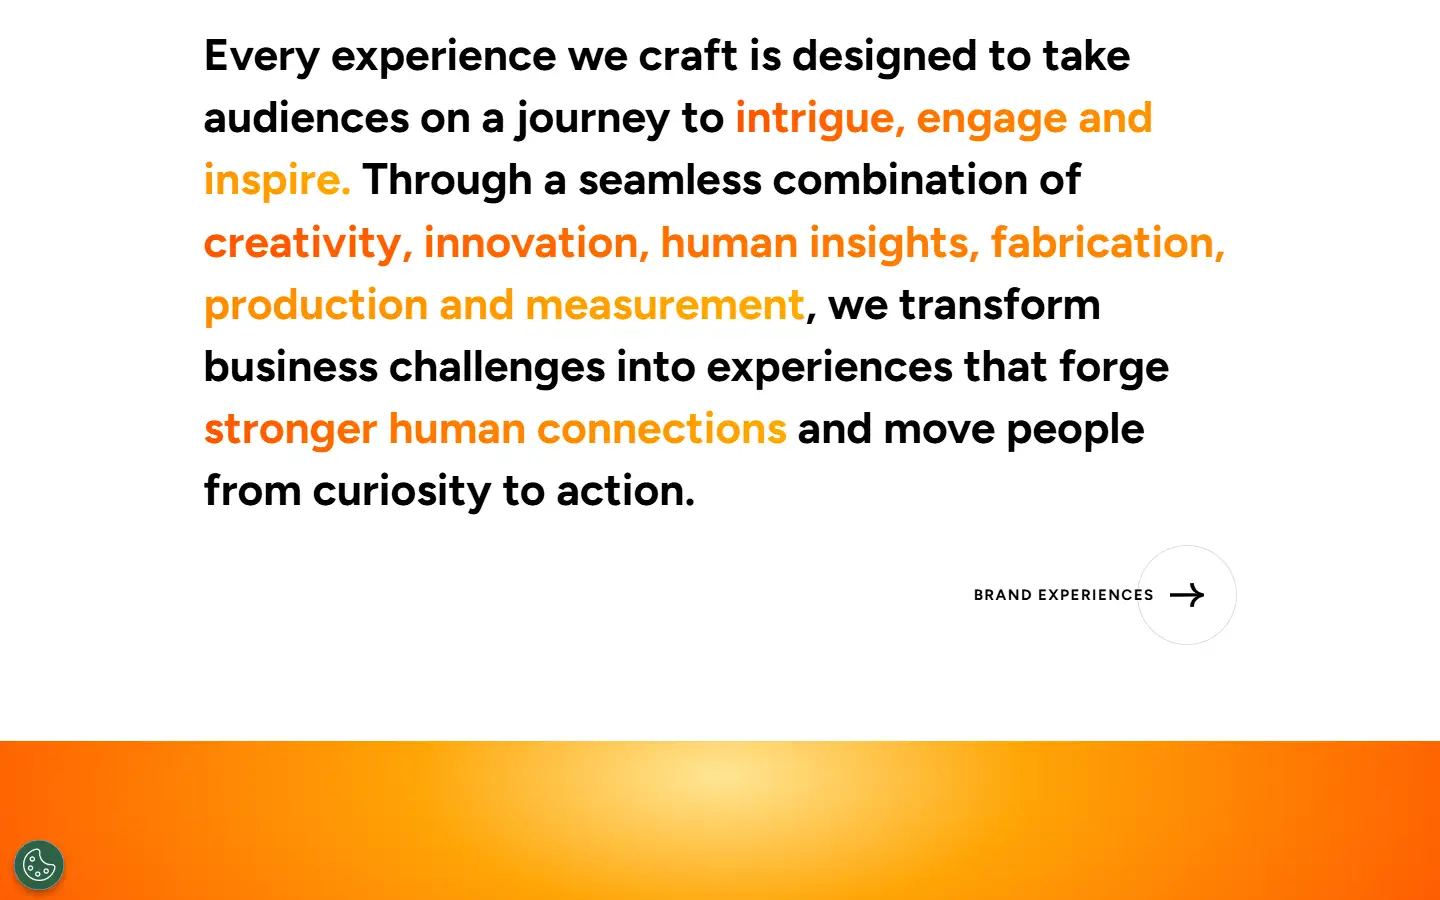 Every experience we craft is designed to take
audiences on a journey to intrigue, engage and
inspire. Through a seamless combination of
creativity, innovation, human insights, fabrication,
production and measurement, we transform
business challenges into experiences that forge
stronger human connections and move people
from curiosity to action.
BRAND EXPERIENCES